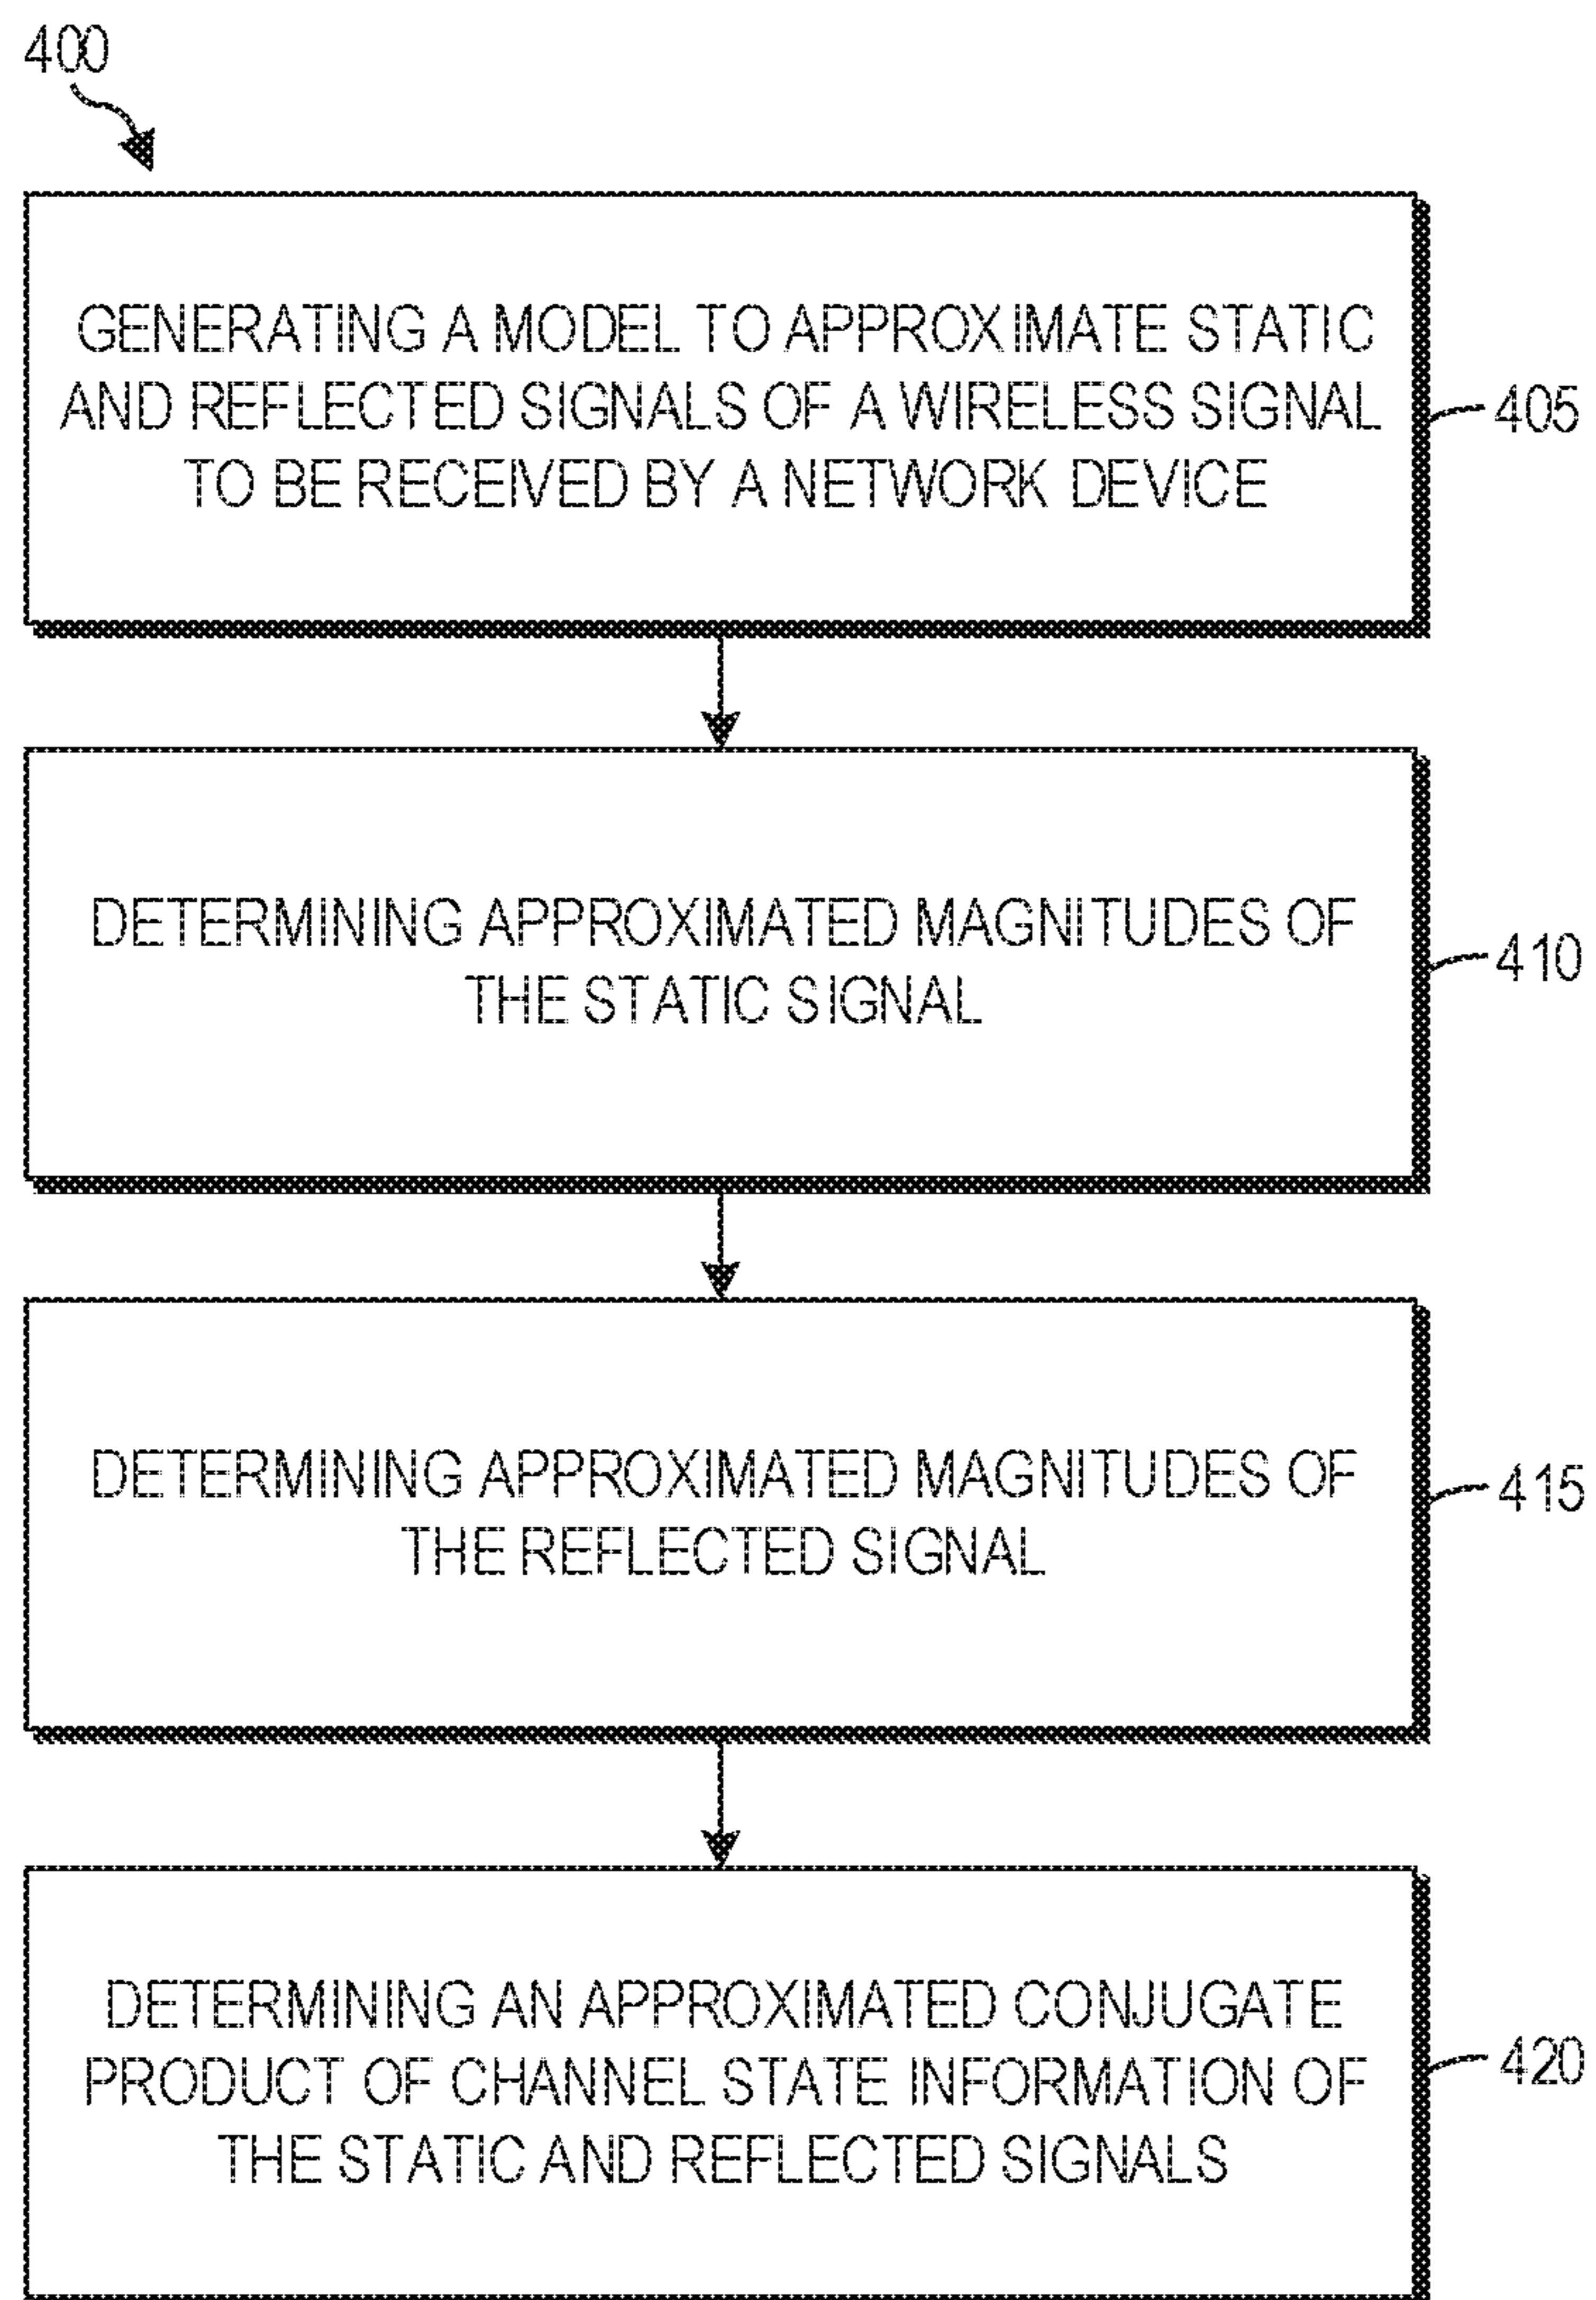 400
GENERATING A MODEL TO APPROXIMATE STATIC
AND REFLECTED SIGNALS OF A WIRELESS SIGNAL
TO BE RECEIVED BY A NETWORK DEVICE
405
DETERMINING APPROXIMATED MAGNITUDES OF
THE STATIC SIGNAL
410
DETERMINING APPROXIMATED MAGNITUDES OF
THE REFLECTED SIGNAL
415
DETERMINING AN APPROXIMATED CONJUGATE
PRODUCT OF CHANNEL STATE INFORMATION OF
THE STATIC AND REFLECTED SIGNALS
420